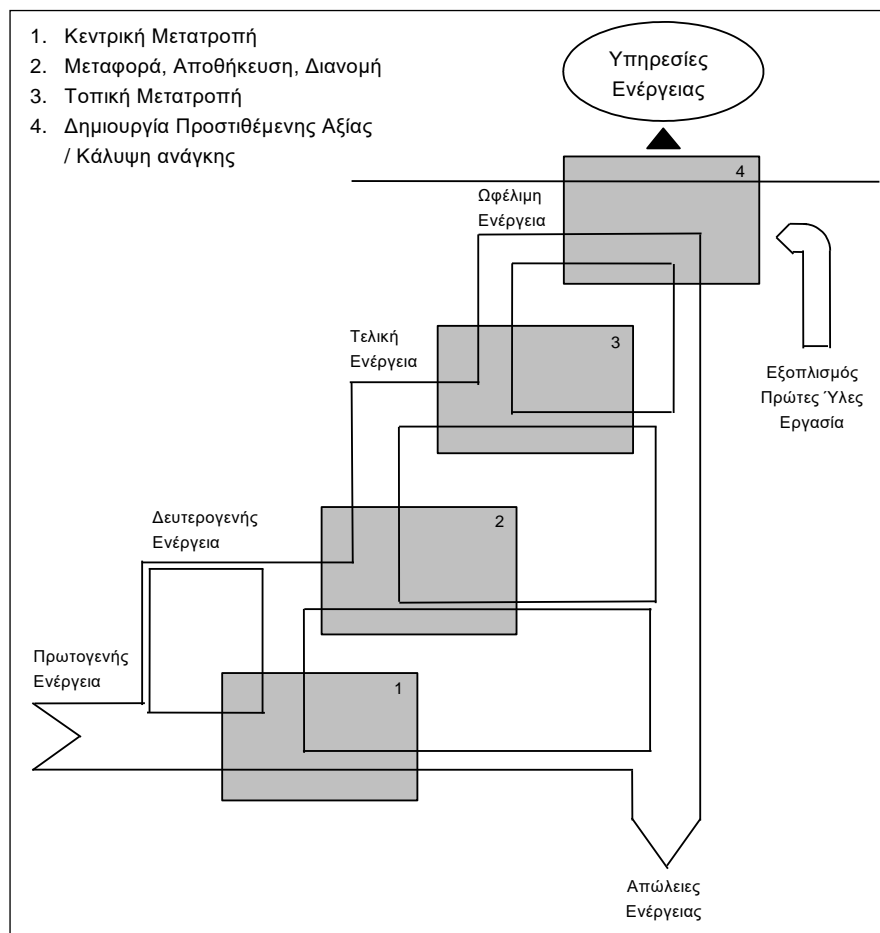 1. Κεντρική Μετατροπή
2. Μεταφορά, Αποθήκευση, Διανομή
3. Τοπική Μετατροπή
4. Δημιουργία Προστιθέμενης Αξίας
/ Κάλυψη ανάγκης
Υπηρεσίες
Ενέργειας
4
Ωφέλιμη
Ενέργεια
Τελική
Ενέργεια
3
Εξοπλισμός
Πρώτες Ύλες
Εργασία
Δευτερογενής
Ενέργεια
2
Πρωτογενής
Ενέργεια
1
Απώλειες
Ενέργειας